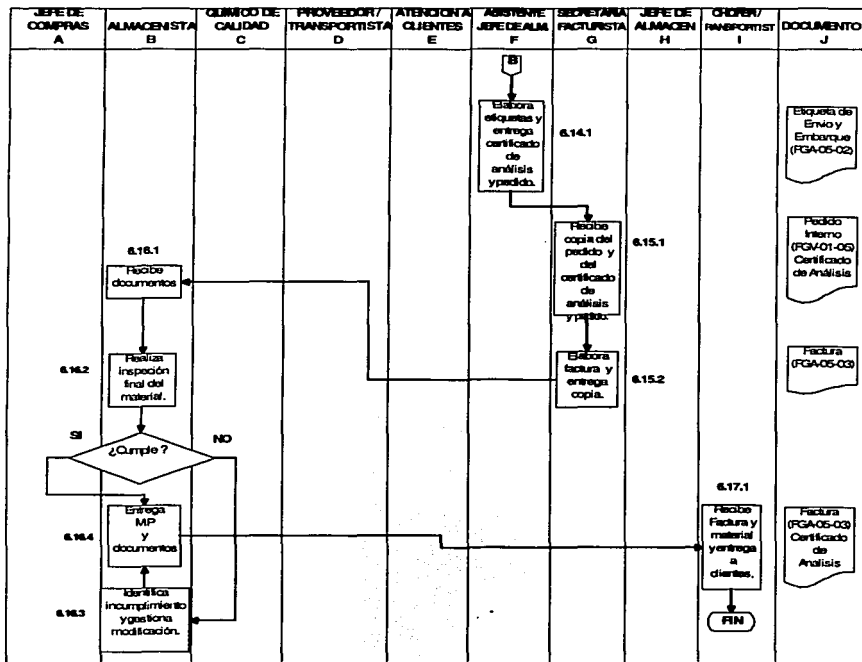 JEFE DE
COMPRAS
A
ALMACENISTA
B
QUIMICO DE
CALIDAD
C
PROVEEDOR /
TRANSPORTISTA
D
ATENCION A
CLIENTES
E
ASISTENTE
JEFE DE ALM.
F
SECRETARIA
FACTURISTA
G
JEFE DE
ALMACEN
H
CHOFER/
RANSPORTIST
I
DOCUMENTO
J
B
Elabora
etiquetas y
entrega
certificado
de
análisis
y pedido.
6.14.1
Etiqueta de
Envio y
Embarque
(FGA-05-02)
Recibe
copia del
pedido y
del
certificado
de
análisis
y pedido.
6.15.1
Pedido
Interno
(FGV-01-05)
Certificado
de Análisis
6.16.1
Recibe
documentos
6.16.2
Realiza
inspeción
final del
material.
Elabora
factura y
entrega
copia.
6.15.2
Factura
(FGA-05-03)
SI
¿Cumple ?
NO
6.16.4
Entrega
M.P
y
documentos
6.17.1
Recibe
Factura y
material
y entrega
a
clientes.
Factura
(FGA-05-03)
Certificado
de
Analisis
6.16.3
Identifica
incumplimiento
y gestiona
modificación.
FIN